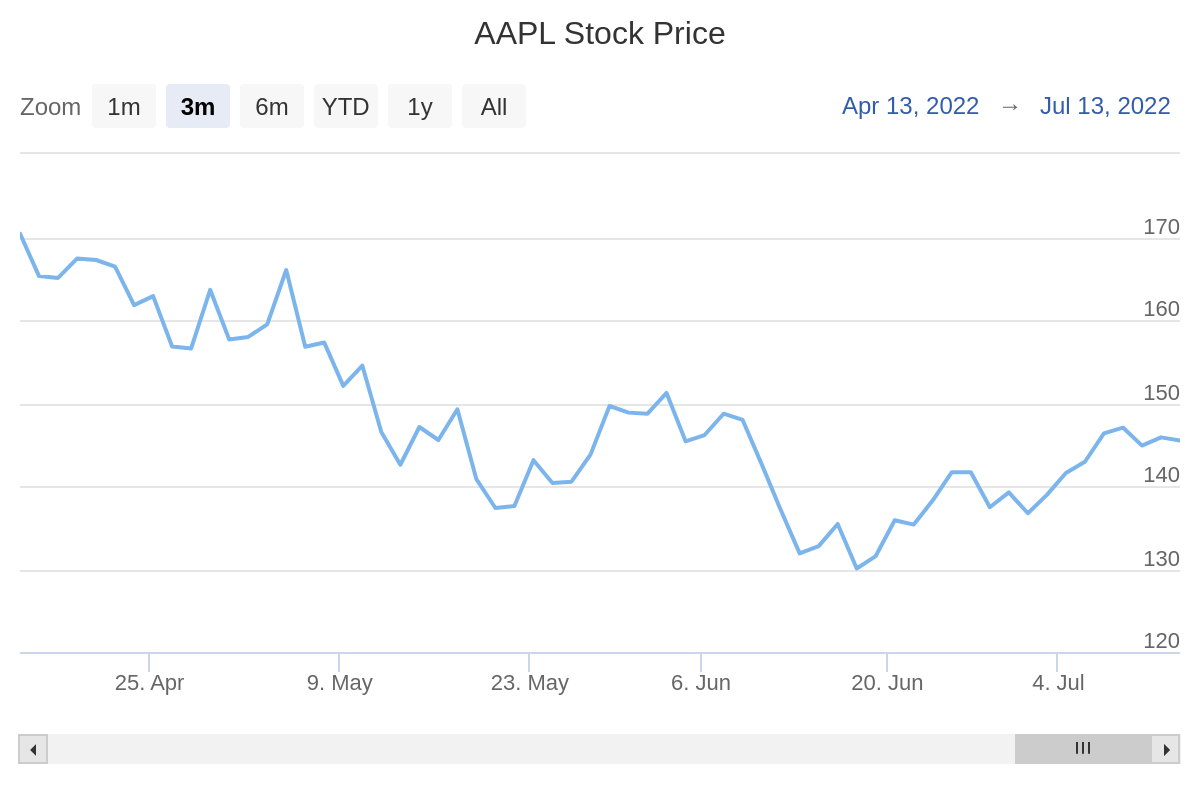 AAPL Stock Price
Zoom 1m 3m 6m YTD 1y All Apr 13, 2022 → Jul 13, 2022
170
160
150
140
130
120
25. Apr 9. May 23. May 6. Jun 20. Jun 4. Jul